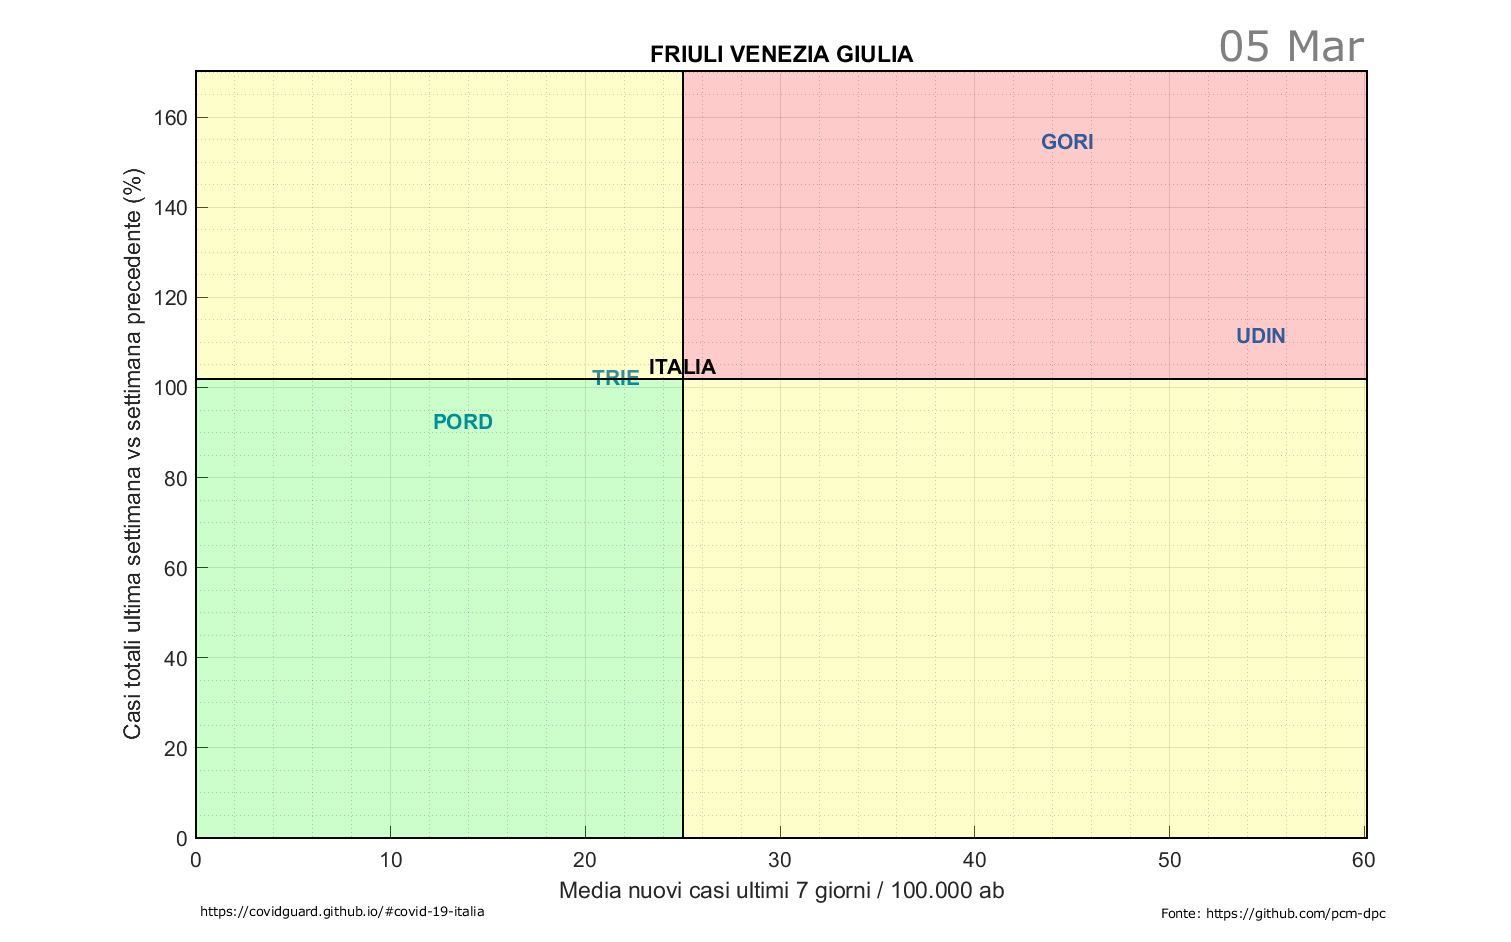 05 Mar
FRIULI VENEZIA GIULIA
Casi totali ultima settimana vs settimana precedente (%)
160
140
120
100
80
60
40
20
0
GORI
UDIN
ITALIA
TRIE
PORD
0 10 20 30 40 50 60
Media nuovi casi ultimi 7 giorni / 100.000 ab
https://covidguard.github.io/#covid-19-italia
Fonte: https://github.com/pcm-dpc